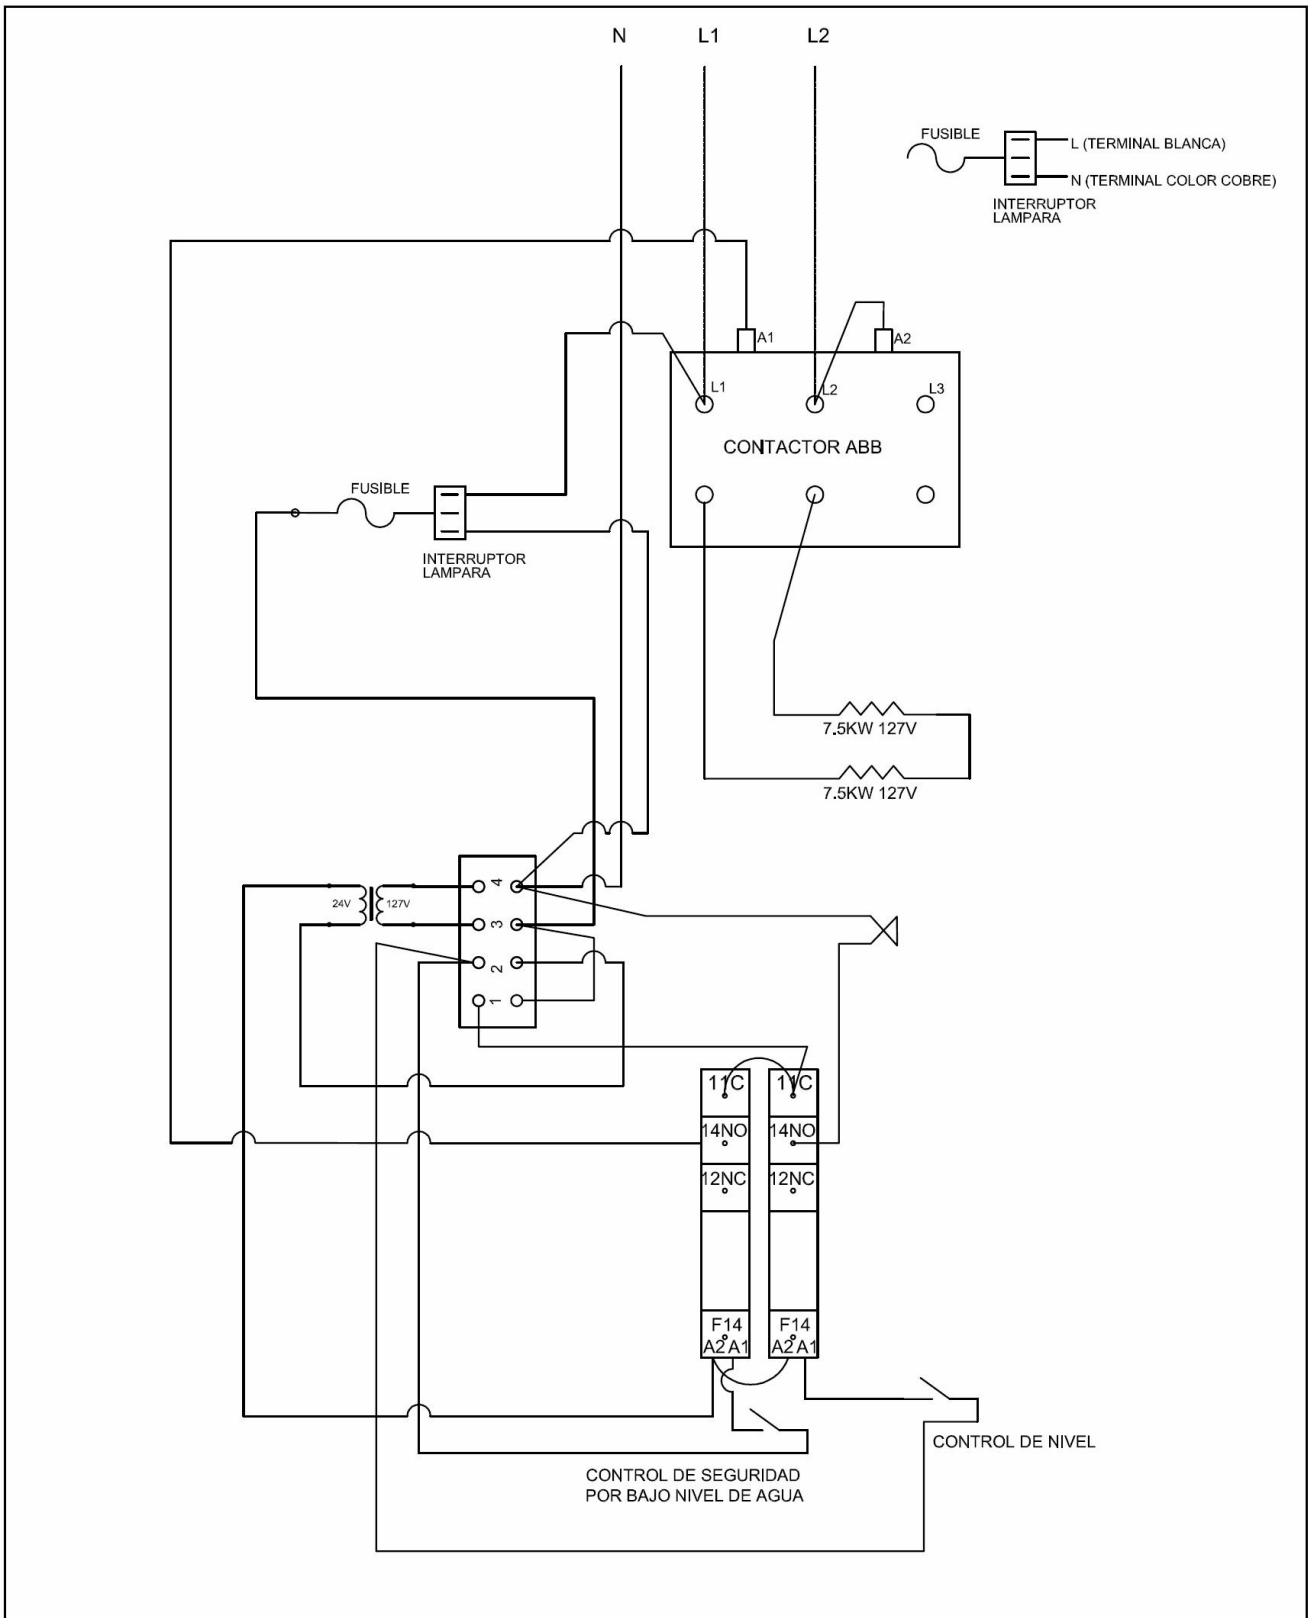 N
L1
L2
FUSIBLE
L (TERMINAL BLANCA)
N (TERMINAL COLOR COBRE)
INTERRUPTOR
LAMPARA
A1
A2
L1
L2
L3
CONTACTOR ABB
FUSIBLE
INTERRUPTOR
LAMPARA
7.5KW 127V
7.5KW 127V
24V
127V
4
3
2
1
11C
11C
14NO
14NO
12NC
12NC
F14
F14
A2 A1
A2 A1
CONTROL DE NIVEL
CONTROL DE SEGURIDAD
POR BAJO NIVEL DE AGUA